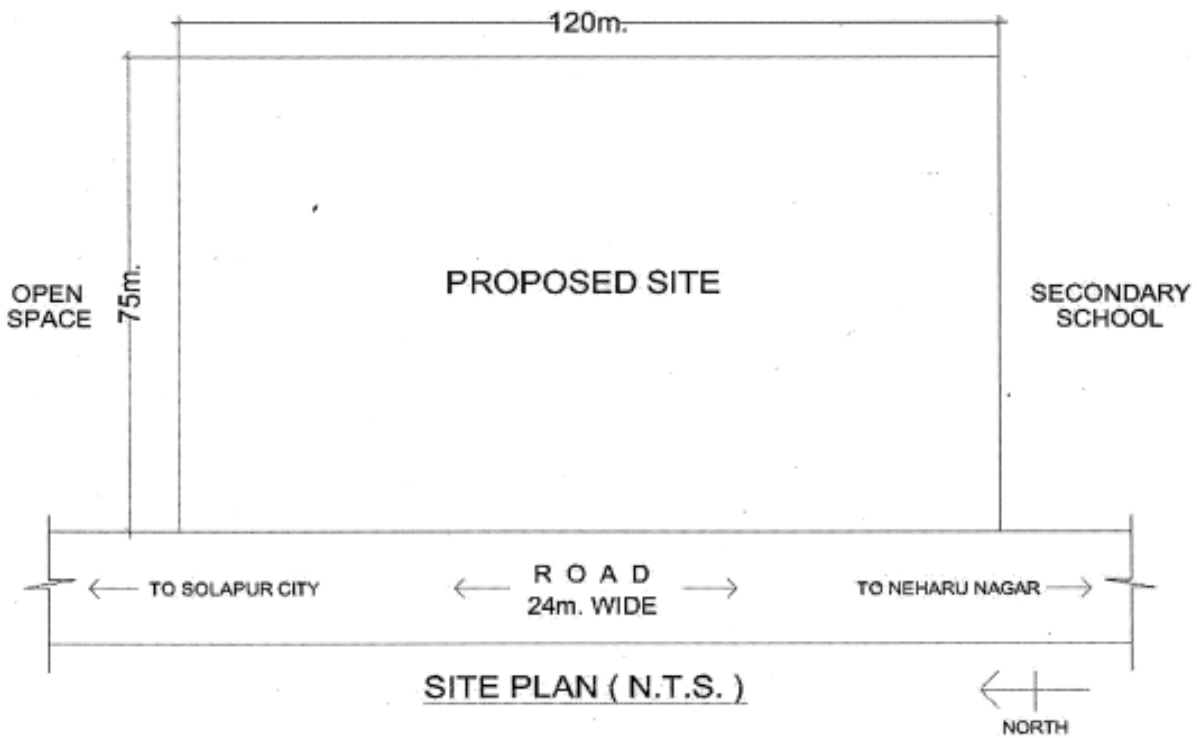 120m.
75m.
PROPOSED SITE
OPEN
SPACE
SECONDARY
SCHOOL
TO SOLAPUR CITY
ROAD
24m. WIDE
TO NEHARU NAGAR
SITE PLAN ( N.T.S. )
NORTH